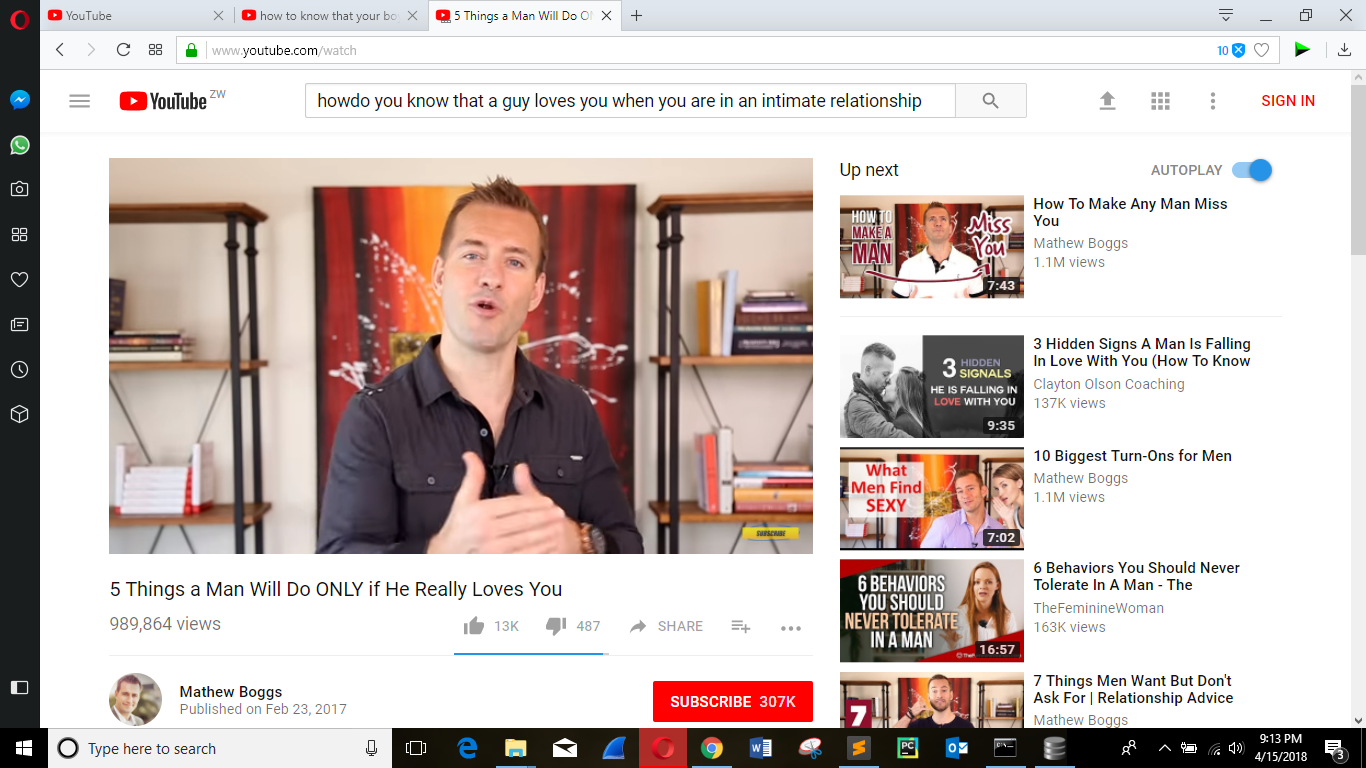 YouTube
how to know that your bo
5 Things a Man Will Do O
www.youtube.com/watch
10
YouTube ZW
howdo you know that a guy loves you when you are in an intimate relationship
SIGN IN
SUBSCRIBE
5 Things a Man Will Do ONLY if He Really Loves You
989,864 views
13K
487
SHARE
Mathew Boggs
Published on Feb 23, 2017
SUBSCRIBE 307K
Up next
AUTOPLAY
HOW TO
MAKE A
MAN
Miss
You
7:43
How To Make Any Man Miss
You
Mathew Boggs
1.1M views
3 HIDDEN
SIGNALS
HE IS FALLING IN
LOVE WITH YOU
9:35
3 Hidden Signs A Man Is Falling
In Love With You (How To Know
Clayton Olson Coaching
137K views
What
Men Find
SEXY
7:02
10 Biggest Turn-Ons for Men
Mathew Boggs
1.1M views
6 BEHAVIORS
YOU SHOULD
NEVER TOLERATE
IN A MAN
16:57
6 Behaviors You Should Never
Tolerate In A Man - The
TheFeminineWoman
163K views
7
7 Things Men Want But Don't
Ask For | Relationship Advice
Mathew Boggs
Type here to search
9:13 PM
4/15/2018
3